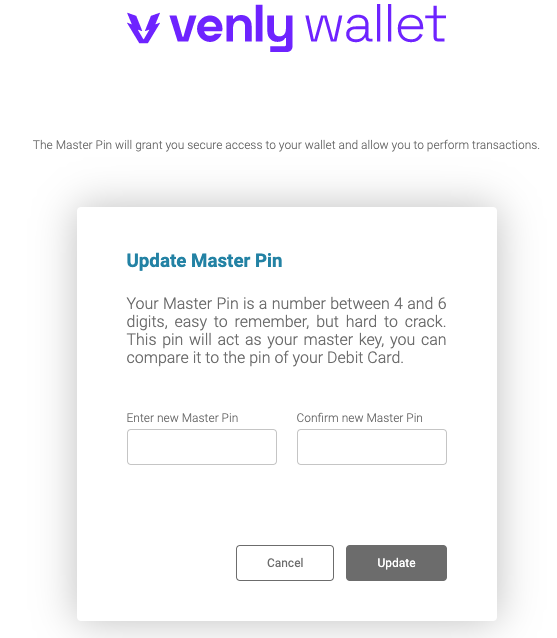 venly wallet
The Master Pin will grant you secure access to your wallet and allow you to perform transactions.
Update Master Pin
Your Master Pin is a number between 4 and 6
digits, easy to remember, but hard to crack.
This pin will act as your master key, you can
compare it to the pin of your Debit Card.
Enter new Master Pin
Confirm new Master Pin
Cancel
Update